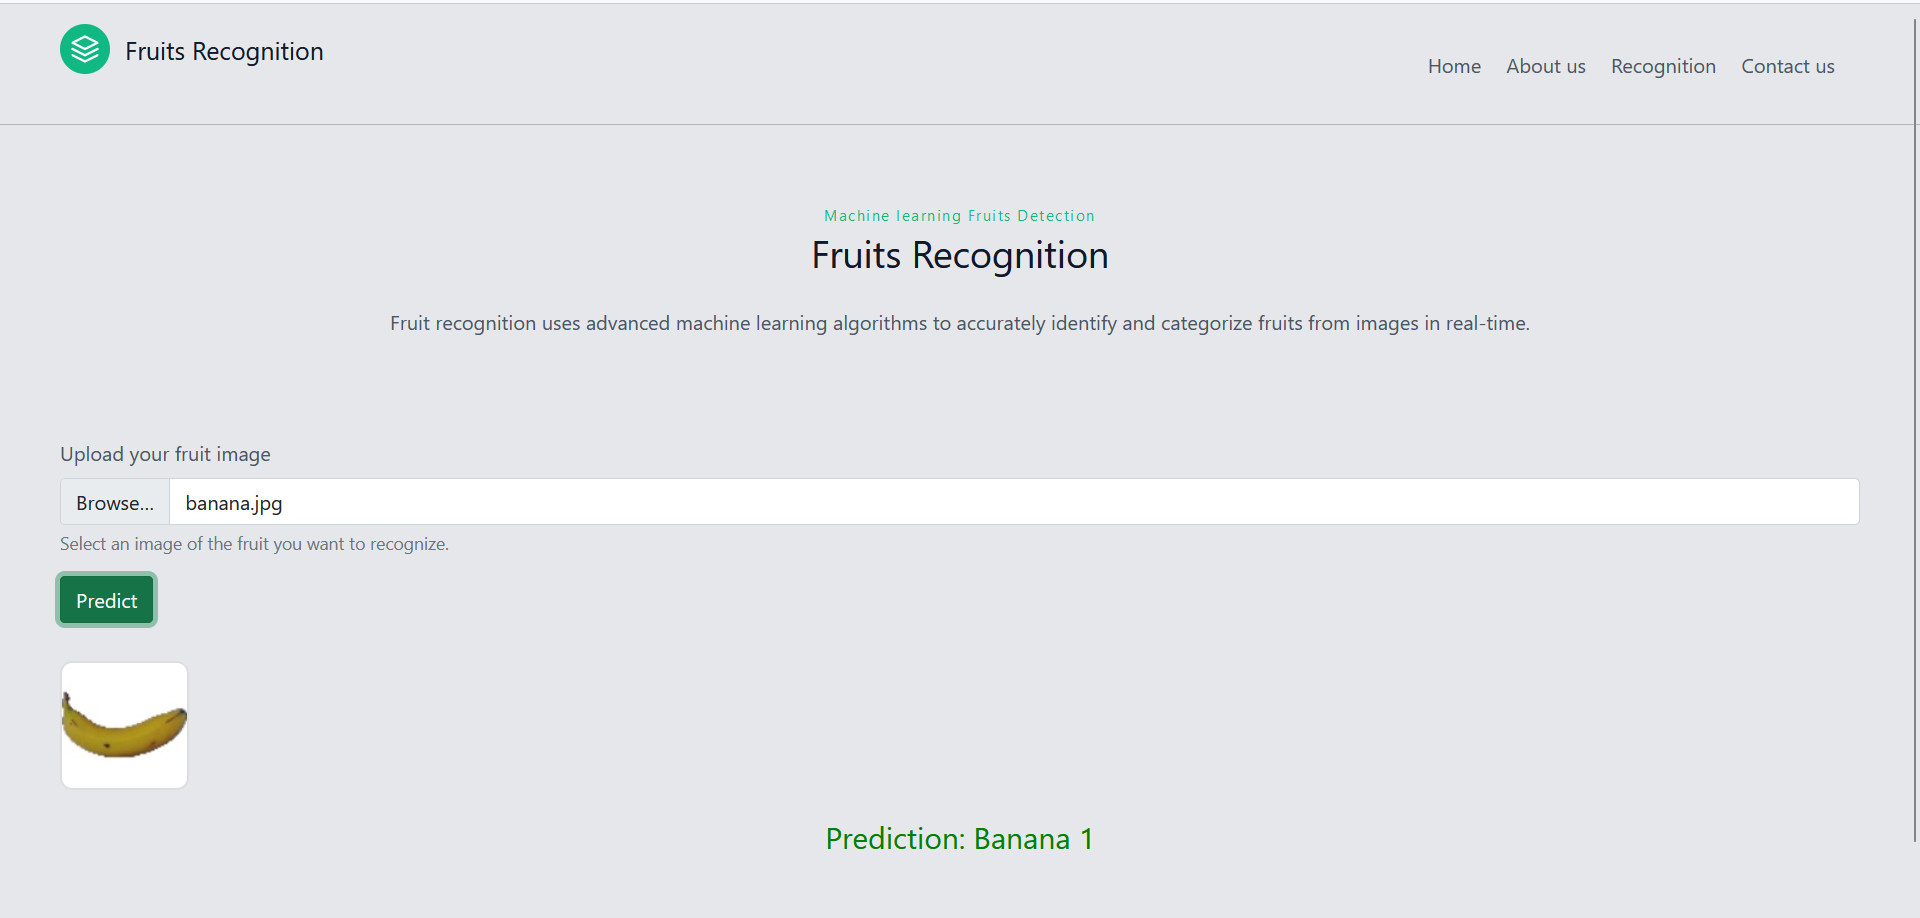 Fruits Recognition
Home About us Recognition Contact us
Machine learning Fruits Detection
Fruits Recognition
Fruit recognition uses advanced machine learning algorithms to accurately identify and categorize fruits from images in real-time.
Upload your fruit image
Browse... banana.jpg
Select an image of the fruit you want to recognize.
Predict
Prediction: Banana 1